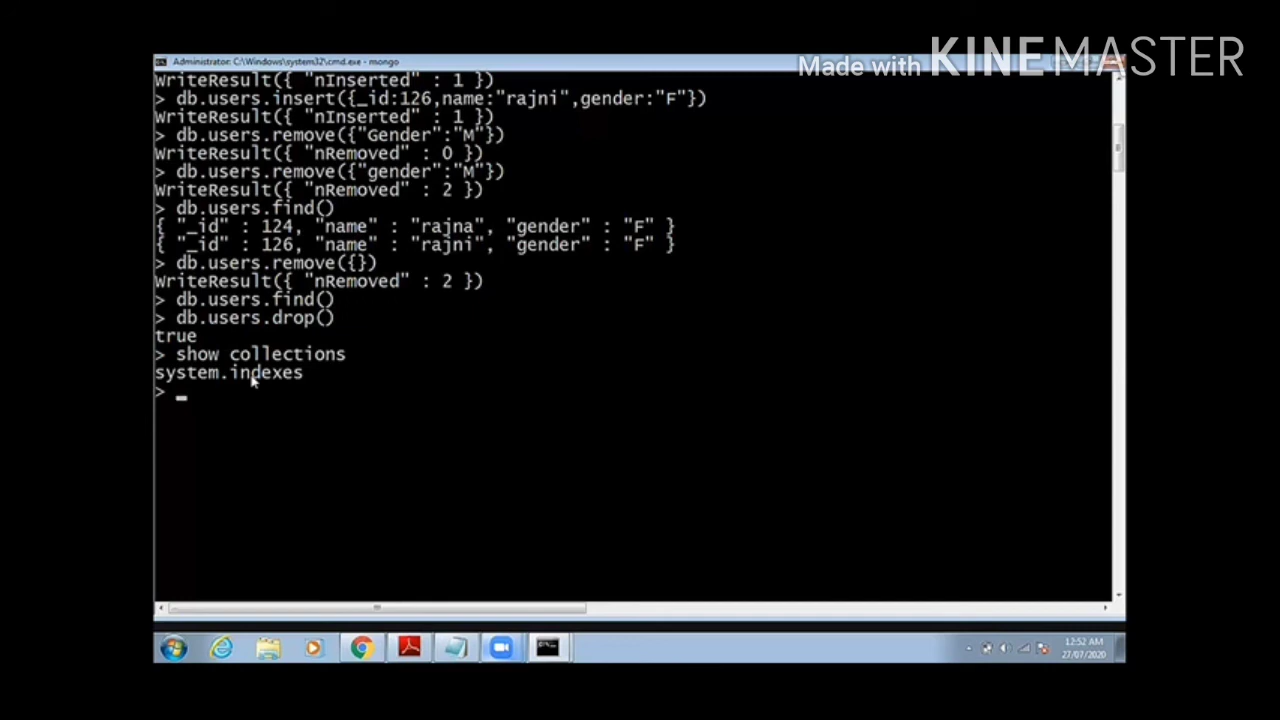 Made with KINEMASTER
Administrator: C:\Windows\system32\cmd.exe - mongo
WriteResult({ "nInserted" : 1 })
> db.users.insert({_id:126,name:"rajni",gender:"F"})
WriteResult({ "nInserted" : 1 })
> db.users.remove({"Gender":"M"})
WriteResult({ "nRemoved" : 0 })
> db.users.remove({"gender":"M"})
WriteResult({ "nRemoved" : 2 })
> db.users.find()
{ "_id" : 124, "name" : "rajna", "gender" : "F" }
{ "_id" : 126, "name" : "rajni", "gender" : "F" }
> db.users.remove({})
WriteResult({ "nRemoved" : 2 })
> db.users.find()
> db.users.drop()
true
> show collections
system.indexes
>
12:52 AM
27/07/2020